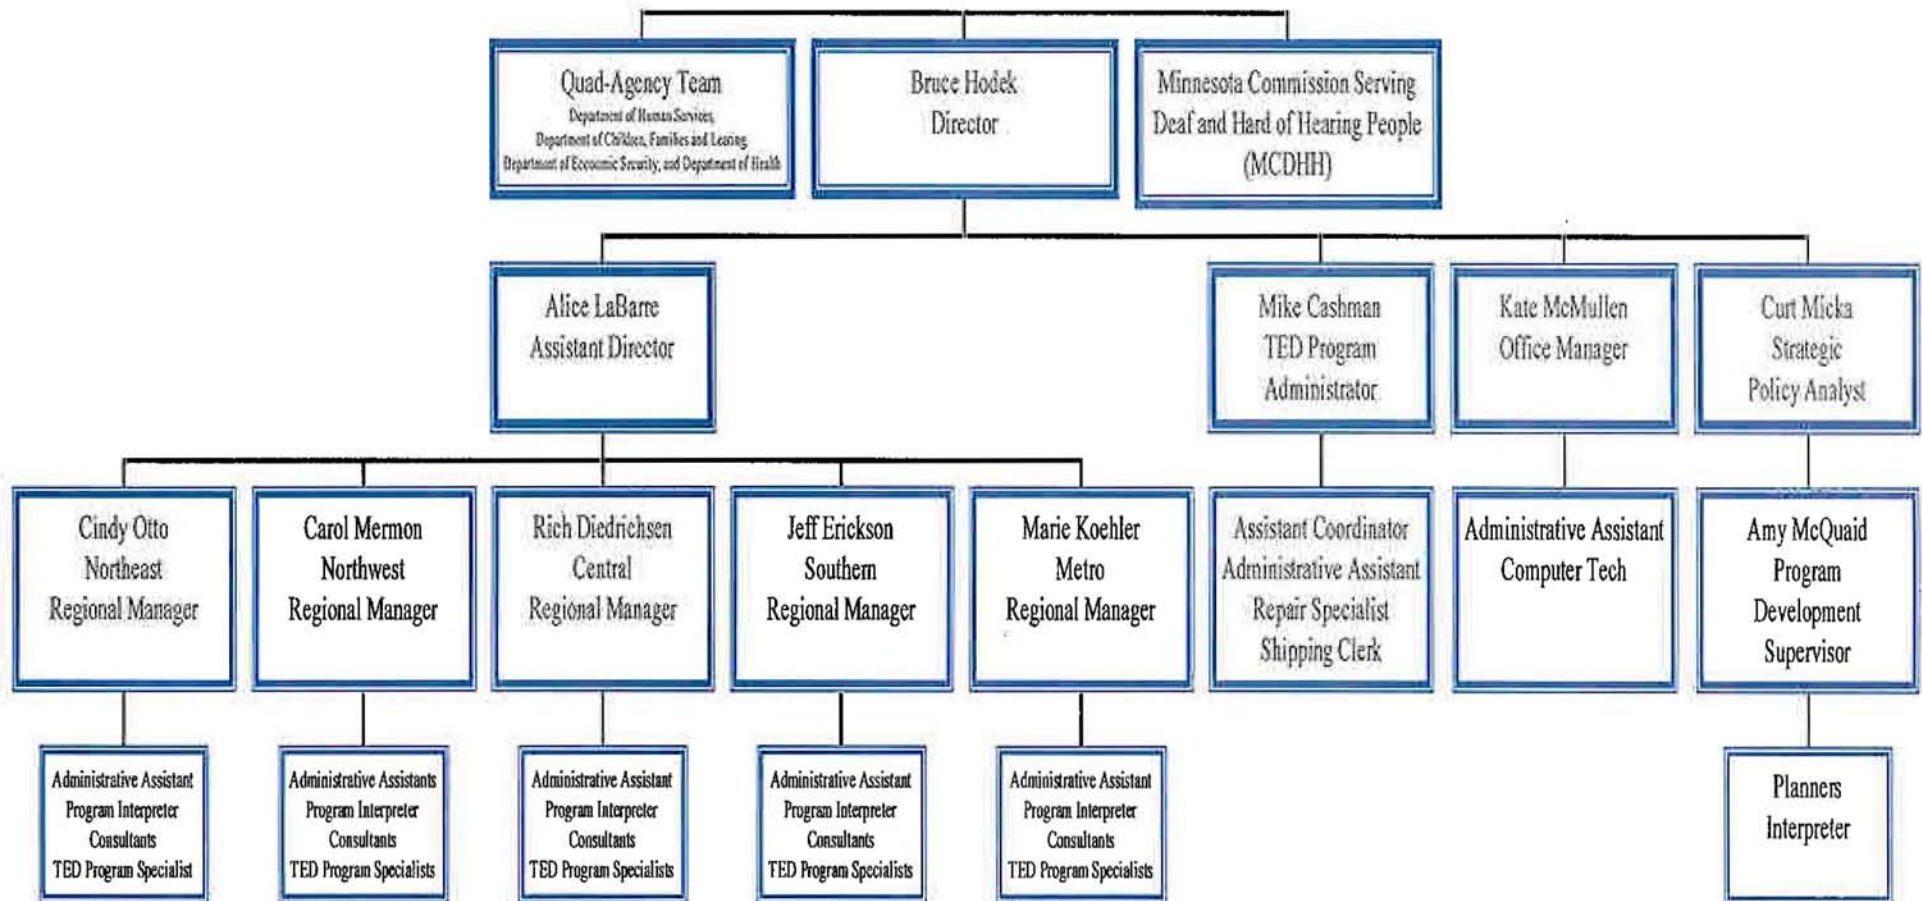 Quad-Agency Team
Department of Human Services,
Department of Children, Families and Learing,
Department of Economic Security, and Department of Health
Bruce Hodek
Director
Minnesota Commission Serving
Deaf and Hard of Hearing People
(MCDHH)
Alice LaBarre
Assistant Director
Mike Cashman
TED Program
Administrator
Kate McMullen
Office Manager
Curt Micka
Strategic
Policy Analyst
Cindy Otto
Northeast
Regional Manager
Carol Mermon
Northwest
Regional Manager
Rich Diedrichsen
Central
Regional Manager
Jeff Erickson
Southern
Regional Manager
Marie Koehler
Metro
Regional Manager
Assistant Coordinator
Administrative Assistant
Repair Specialist
Shipping Clerk
Administrative Assistant
Computer Tech
Amy McQuaid
Program
Development
Supervisor
Administrative Assistant
Program Interpreter
Consultants
TED Program Specialist
Administrative Assistants
Program Interpreter
Consultants
TED Program Specialists
Administrative Assistant
Program Interpreter
Consultants
TED Program Specialists
Administrative Assistant
Program Interpreter
Consultants
TED Program Specialists
Administrative Assistant
Program Interpreter
Consultants
TED Program Specialists
Planners
Interpreter